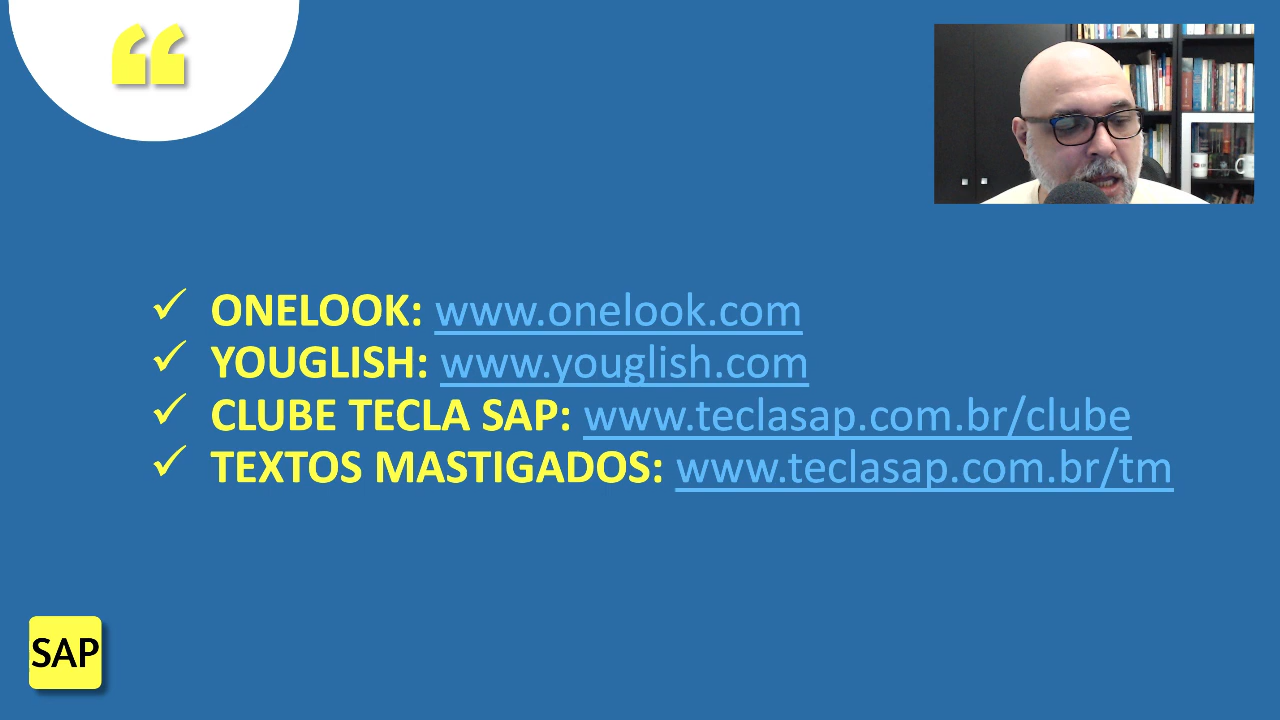 ONELOOK: www.onelook.com
YOUGLISH: www.youglish.com
CLUBE TECLA SAP: www.teclasap.com.br/clube
TEXTOS MASTIGADOS: www.teclasap.com.br/tm
SAP